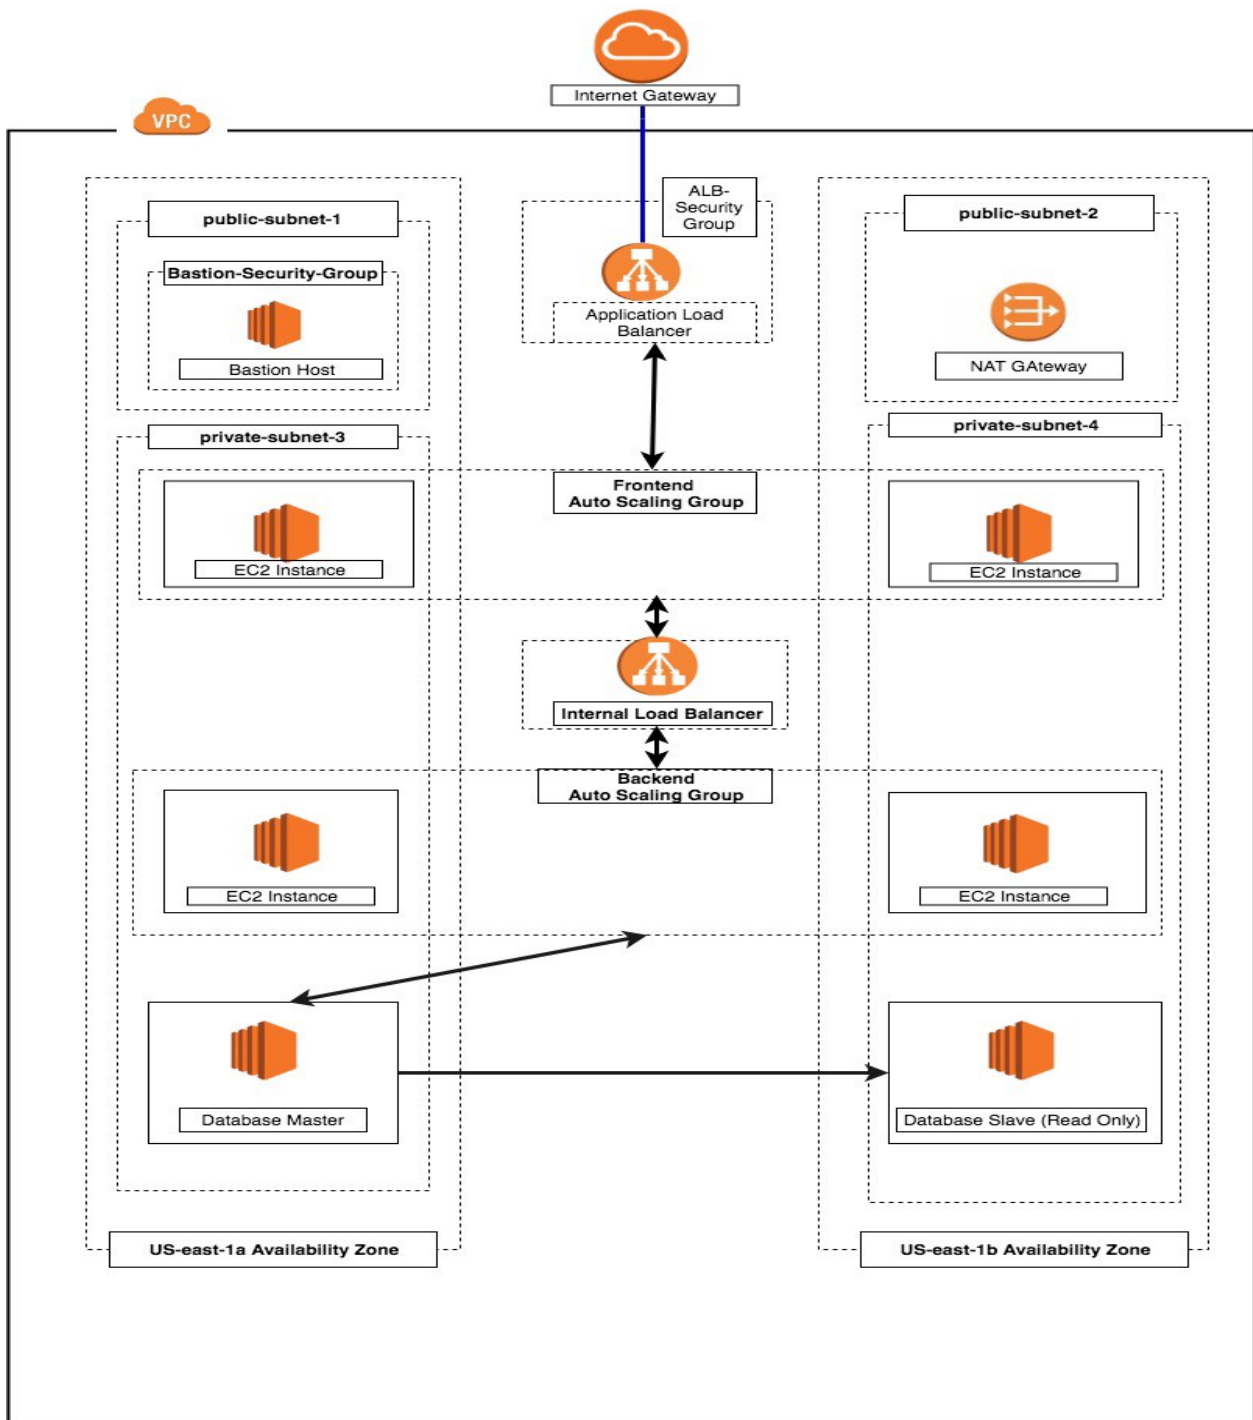 Internet Gateway
VPC
ALB-
Security
Group
public-subnet-1
public-subnet-2
Bastion-Security-Group
Application Load
Balancer
Bastion Host
NAT GAteway
private-subnet-3
private-subnet-4
Frontend
Auto Scaling Group
EC2 Instance
EC2 Instance
Internal Load Balancer
Backend
Auto Scaling Group
EC2 Instance
EC2 Instance
Database Master
Database Slave (Read Only)
US-east-1a Availability Zone
US-east-1b Availability Zone